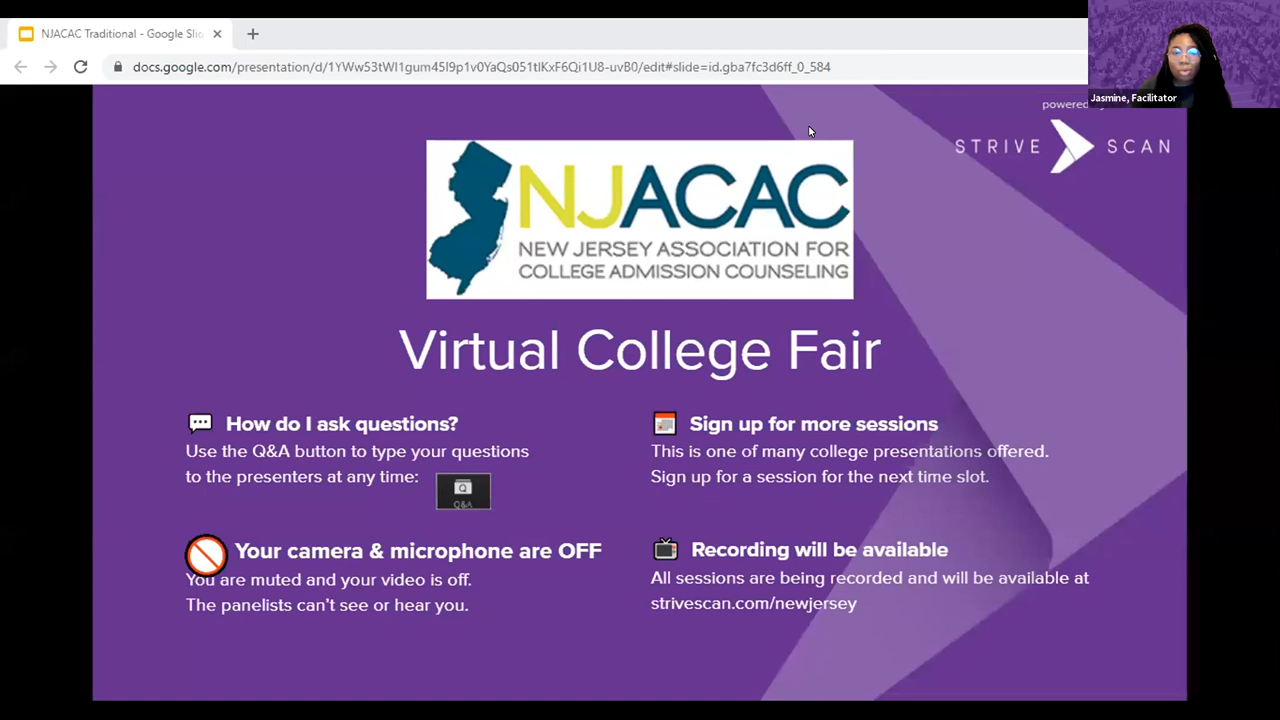 NJACAC Traditional - Google Slid
docs.google.com/presentation/d/1YWw53tWl1gum45I9p1v0YaQs051tIKxF6Qi1U8-uvB0/edit#slide=id.gba7fc3d6ff_0_584
Jasmine, Facilitator
powered
STRIVE SCAN
NJACAC
NEW JERSEY ASSOCIATION FOR
COLLEGE ADMISSION COUNSELING
Virtual College Fair
How do I ask questions?
Use the Q&A button to type your questions
to the presenters at any time:
Q&A
Sign up for more sessions
This is one of many college presentations offered.
Sign up for a session for the next time slot.
Your camera & microphone are OFF
You are muted and your video is off.
The panelists can't see or hear you.
Recording will be available
All sessions are being recorded and will be available at
strivescan.com/newjersey